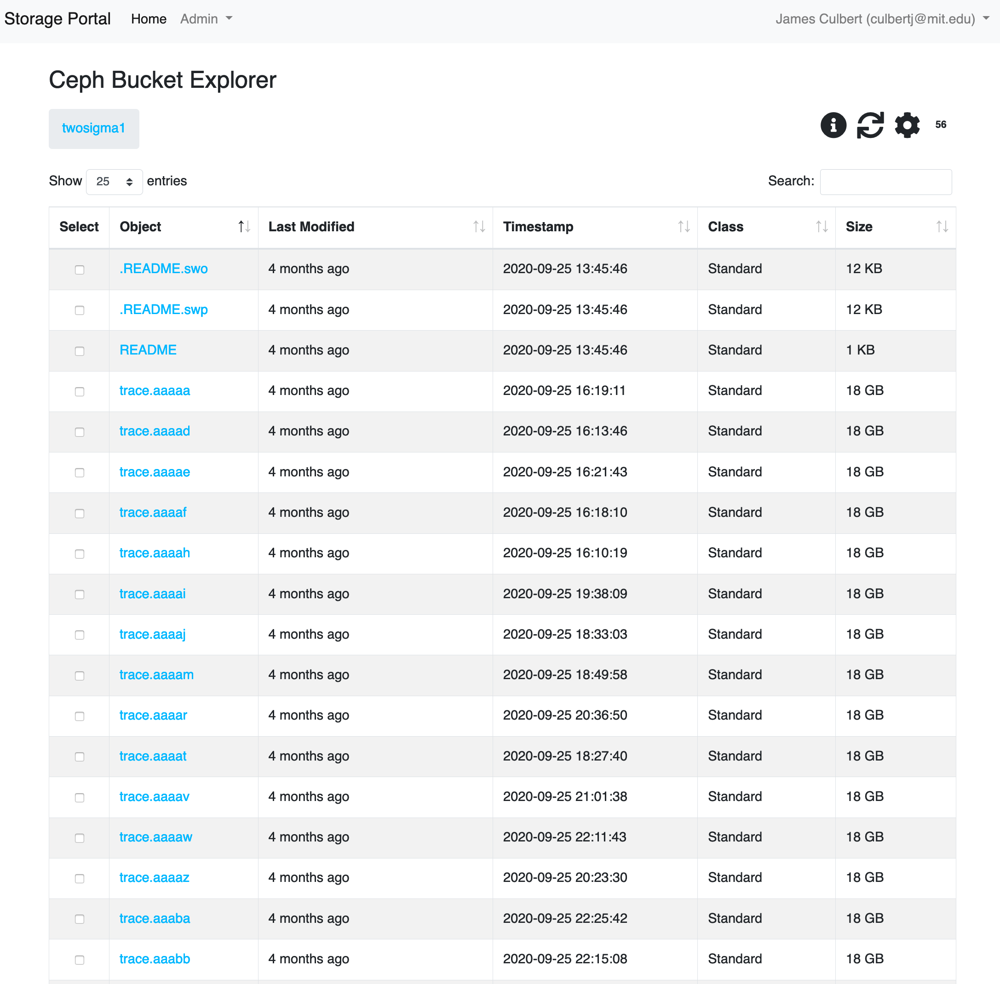 Storage Portal Home Admin James Culbert (culbertj@mit.edu)
Ceph Bucket Explorer
twosigma1 56
Show 25 entries Search:
Select Object Last Modified Timestamp Class Size
.README.swo 4 months ago 2020-09-25 13:45:46 Standard 12 KB
.README.swp 4 months ago 2020-09-25 13:45:46 Standard 12 KB
README 4 months ago 2020-09-25 13:45:46 Standard 1 KB
trace.aaaaa 4 months ago 2020-09-25 16:19:11 Standard 18 GB
trace.aaaad 4 months ago 2020-09-25 16:13:46 Standard 18 GB
trace.aaaae 4 months ago 2020-09-25 16:21:43 Standard 18 GB
trace.aaaaf 4 months ago 2020-09-25 16:18:10 Standard 18 GB
trace.aaaah 4 months ago 2020-09-25 16:10:19 Standard 18 GB
trace.aaaai 4 months ago 2020-09-25 19:38:09 Standard 18 GB
trace.aaaaj 4 months ago 2020-09-25 18:33:03 Standard 18 GB
trace.aaaam 4 months ago 2020-09-25 18:49:58 Standard 18 GB
trace.aaaar 4 months ago 2020-09-25 20:36:50 Standard 18 GB
trace.aaaat 4 months ago 2020-09-25 18:27:40 Standard 18 GB
trace.aaaav 4 months ago 2020-09-25 21:01:38 Standard 18 GB
trace.aaaaw 4 months ago 2020-09-25 22:11:43 Standard 18 GB
trace.aaaaz 4 months ago 2020-09-25 20:23:30 Standard 18 GB
trace.aaaba 4 months ago 2020-09-25 22:25:42 Standard 18 GB
trace.aaabb 4 months ago 2020-09-25 22:15:08 Standard 18 GB